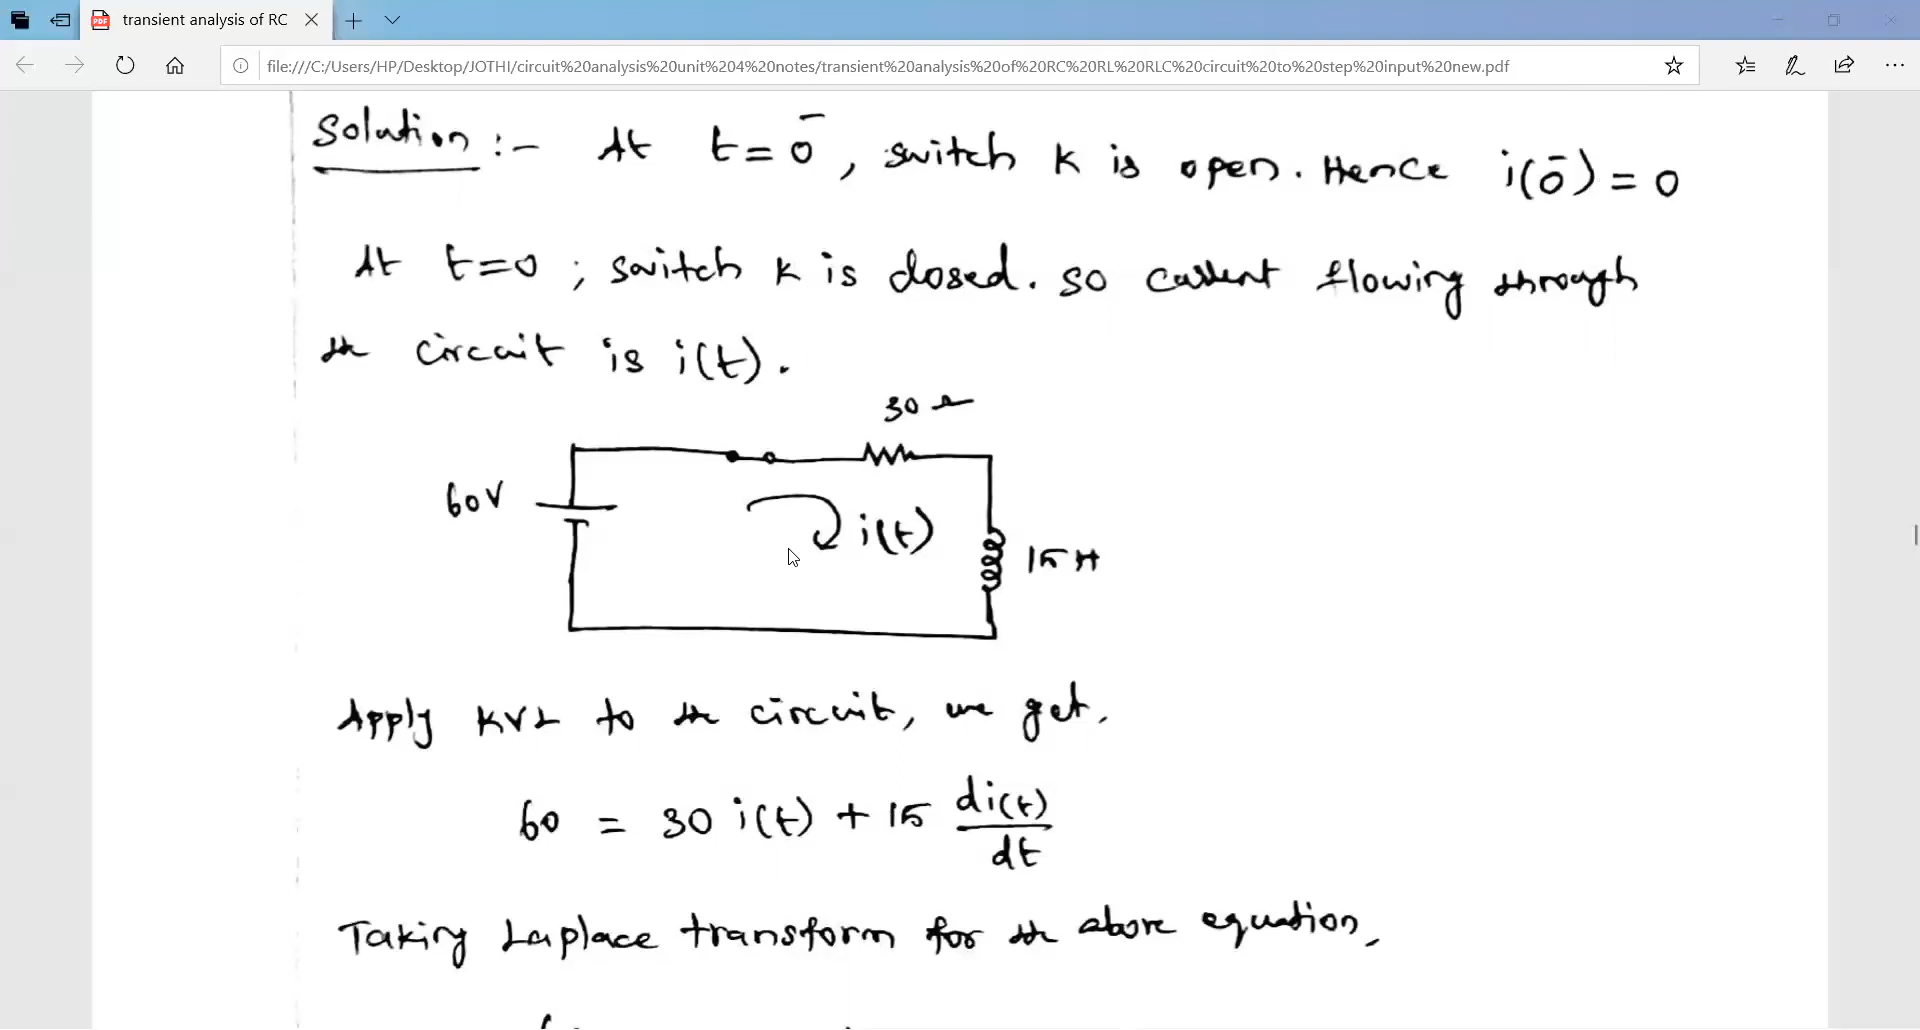 transient analysis of RC
file:///C:/Users/HP/Desktop/JOTHI/circuit%20analysis%20unit%204%20notes/transient%20analysis%20of%20RC%20RL%20RLC%20circuit%20to%20step%20input%20new.pdf
Solution :- At t = 0⁻, switch K is open. Hence i(0⁻) = 0
At t=0 ; switch K is closed. so current flowing through
the circuit is i(t).
30 Ω
60V
i(t)
15 H
Apply KVL to the circuit, we get,
60 = 30 i(t) + 15 di(t)/dt
Taking Laplace transform for the above equation,